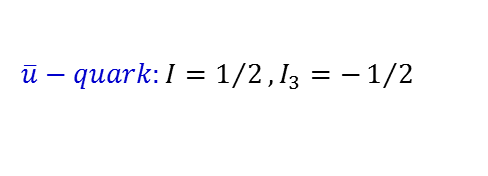 ū − quark: I = 1/2 , I₃ = − 1/2